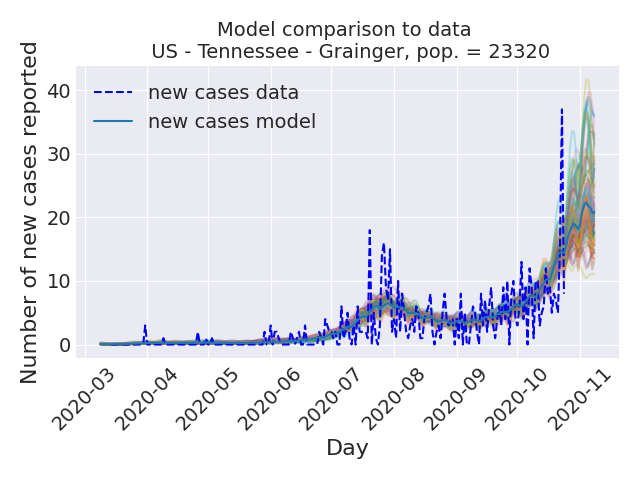 Model comparison to data
US - Tennessee - Grainger, pop. = 23320
Number of new cases reported
40
30
20
10
0
new cases data
new cases model
2020-03
2020-04
2020-05
2020-06
2020-07
2020-08
2020-09
2020-10
2020-11
Day